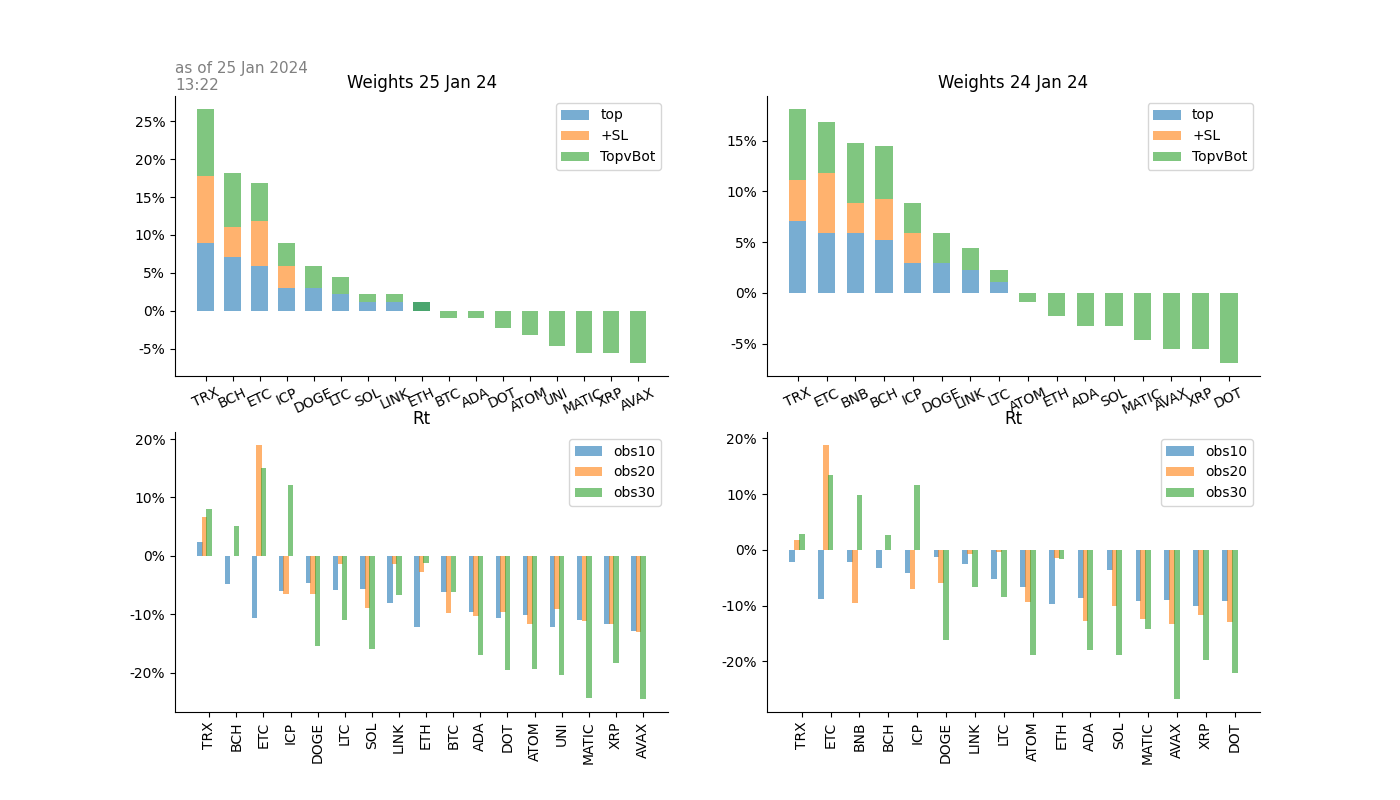 as of 25 Jan 2024
13:22
Weights 25 Jan 24
25%
20%
15%
10%
5%
0%
-5%
top
+SL
TopvBot
TRX BCH ETC ICP DOGE LTC SOL LINK ETH BTC ADA DOT ATOM UNI MATIC XRP AVAX
Weights 24 Jan 24
15%
10%
5%
0%
-5%
top
+SL
TopvBot
TRX ETC BNB BCH ICP DOGE LINK LTC ATOM ETH ADA SOL MATIC AVAX XRP DOT
Rt
20%
10%
0%
-10%
-20%
obs10
obs20
obs30
TRX BCH ETC ICP DOGE LTC SOL LINK ETH BTC ADA DOT ATOM UNI MATIC XRP AVAX
Rt
20%
10%
0%
-10%
-20%
obs10
obs20
obs30
TRX ETC BNB BCH ICP DOGE LINK LTC ATOM ETH ADA SOL MATIC AVAX XRP DOT